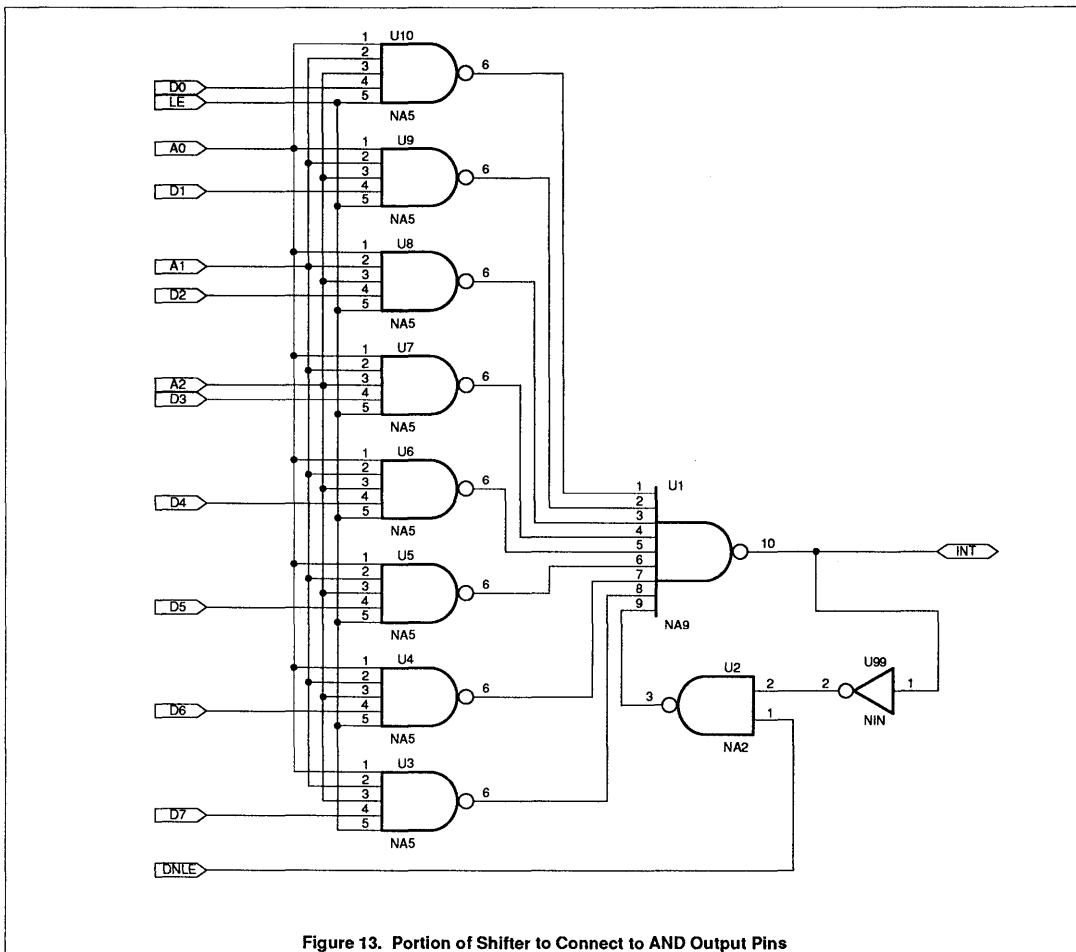 U10
1
2
3
4
5
6
NA5
D0
LE
A0
U9
1
2
3
4
5
6
NA5
D1
U8
1
2
3
4
5
6
NA5
A1
D2
U7
1
2
3
4
5
6
NA5
A2
D3
U6
1
2
3
4
5
6
NA5
D4
U5
1
2
3
4
5
6
NA5
D5
U4
1
2
3
4
5
6
NA5
D6
U3
1
2
3
4
5
6
NA5
D7
DNLE
U1
1
2
3
4
5
6
7
8
9
10
NA9
INT
U2
3
2
1
NA2
U99
2
1
NIN
Figure 13. Portion of Shifter to Connect to AND Output Pins